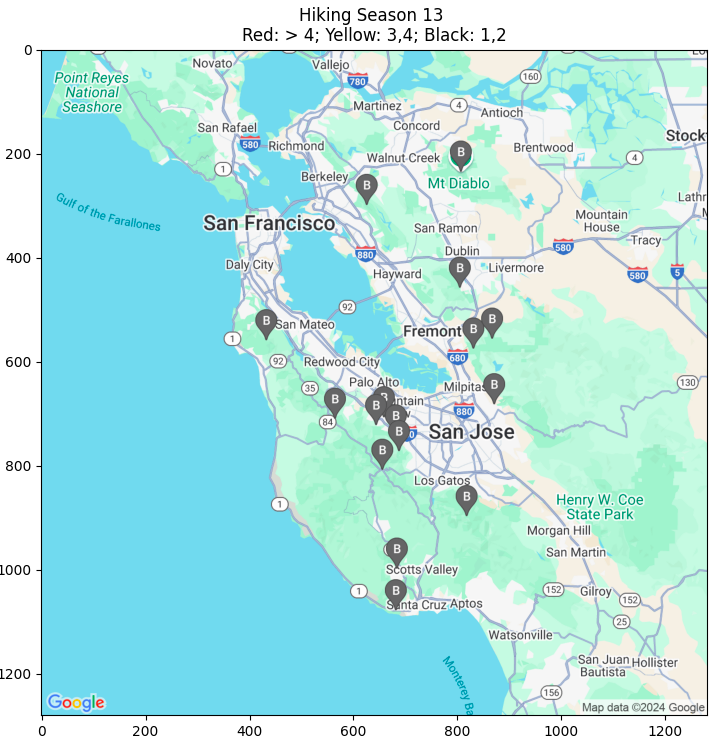 Hiking Season 13
Red: > 4; Yellow: 3,4; Black: 1,2
0
200
400
600
800
1000
1200
0
200
400
600
800
1000
1200
Novato
Vallejo
780
160
Point Reyes
National
Seashore
Martinez
4
Antioch
San Rafael
580
Richmond
Concord
Stock
Brentwood
Walnut Creek
B
4
1
Berkeley
B
Mt Diablo
Gulf of the Farallones
Lathr
San Francisco
Mountain
House
San Ramon
Tracy
Dublin
580
Daly City
880
Hayward
B
Livermore
580
5
92
B
San Mateo
B
B
Fremont
1
92
Redwood City
680
35
Palo Alto
Milpitas
B
130
B
B
B
untain
880
B
84
B
San Jose
B
Los Gatos
B
Henry W. Coe
State Park
1
Morgan Hill
San Martin
B
Scotts Valley
1
B
Santa Cruz
Aptos
152
Gilroy
152
25
Watsonville
San Juan
Bautista
Hollister
Monterey Ba
156
Google
Map data ©2024 Google